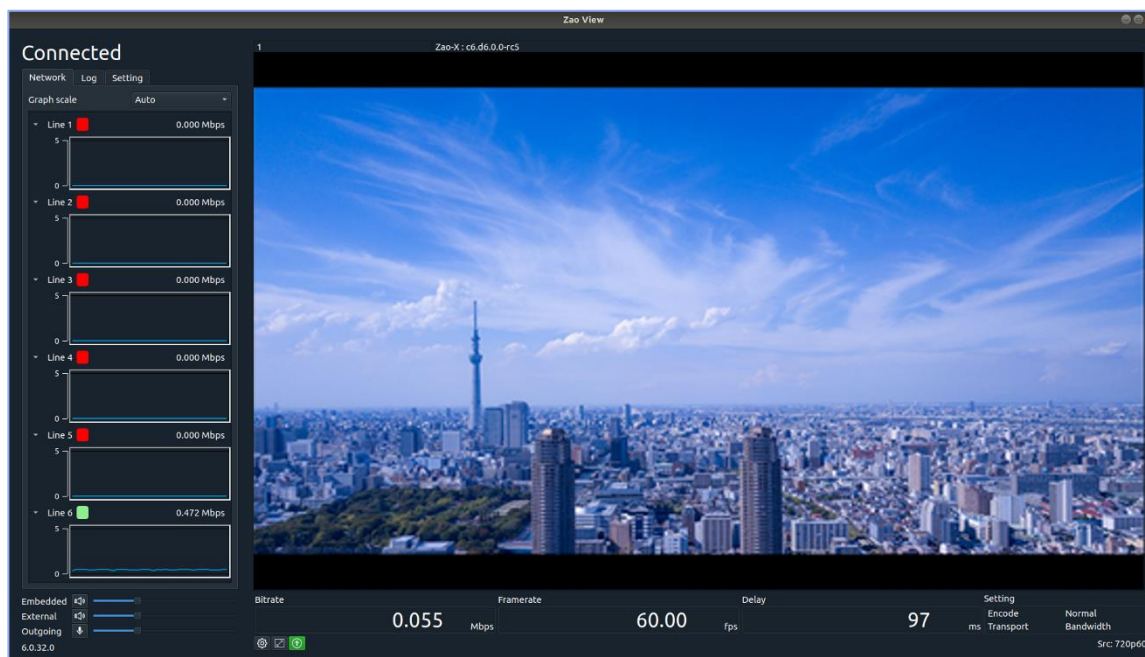 Zao View
Connected
1 Zao-X : c6.d6.0.0-rc5
Network Log Setting
Graph scale Auto
Line 1 0.000 Mbps
5
0
Line 2 0.000 Mbps
5
0
Line 3 0.000 Mbps
5
0
Line 4 0.000 Mbps
5
0
Line 5 0.000 Mbps
5
0
Line 6 0.472 Mbps
5
0
Embedded
External
Outgoing
6.0.32.0
Bitrate Framerate Delay Setting
0.055 Mbps 60.00 fps 97 ms
Encode Normal
Transport Bandwidth
Src: 720p60